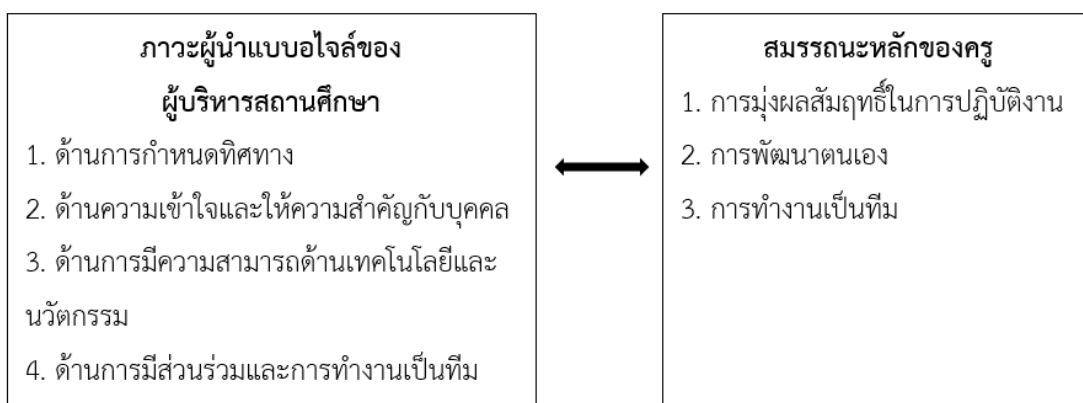 ภาวะผู้นำแบบอไจล์ของ
ผู้บริหารสถานศึกษา
1. ด้านการกำหนดทิศทาง
2. ด้านความเข้าใจและให้ความสำคัญกับบุคคล
3. ด้านการมีความสามารถด้านเทคโนโลยีและ
นวัตกรรม
4. ด้านการมีส่วนร่วมและการทำงานเป็นทีม
สมรรถนะหลักของครู
1. การมุ่งผลสัมฤทธิ์ในการปฏิบัติงาน
2. การพัฒนาตนเอง
3. การทำงานเป็นทีม